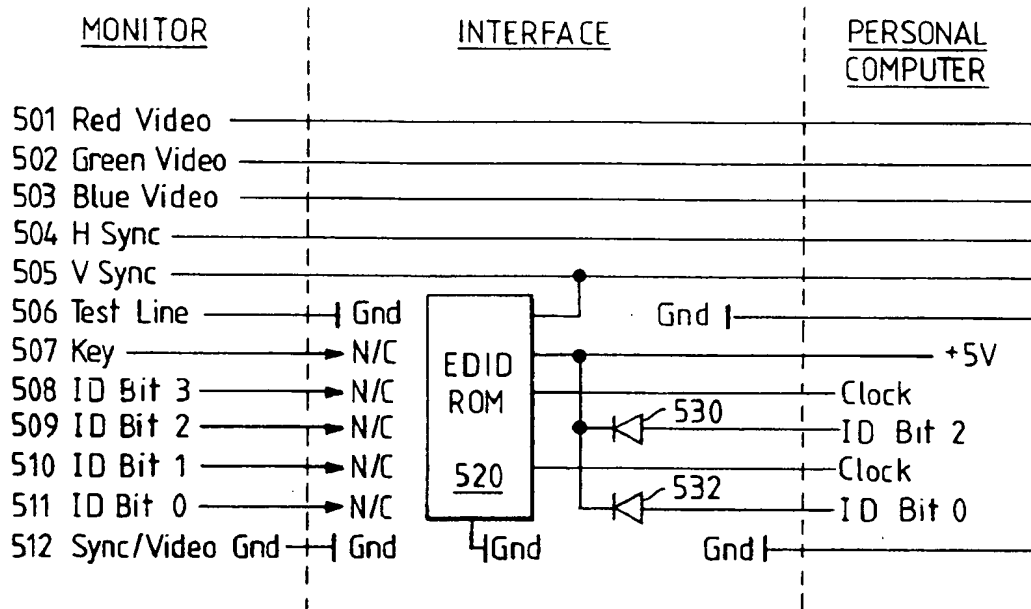 MONITOR INTERFACE PERSONAL COMPUTER
501 Red Video
502 Green Video
503 Blue Video
504 H Sync
505 V Sync
506 Test Line Gnd Gnd
507 Key N/C +5V
EDID ROM
508 ID Bit 3 N/C Clock
530
509 ID Bit 2 N/C ID Bit 2
510 ID Bit 1 N/C 520 Clock
532
511 ID Bit 0 N/C ID Bit 0
512 Sync/Video Gnd Gnd Gnd Gnd